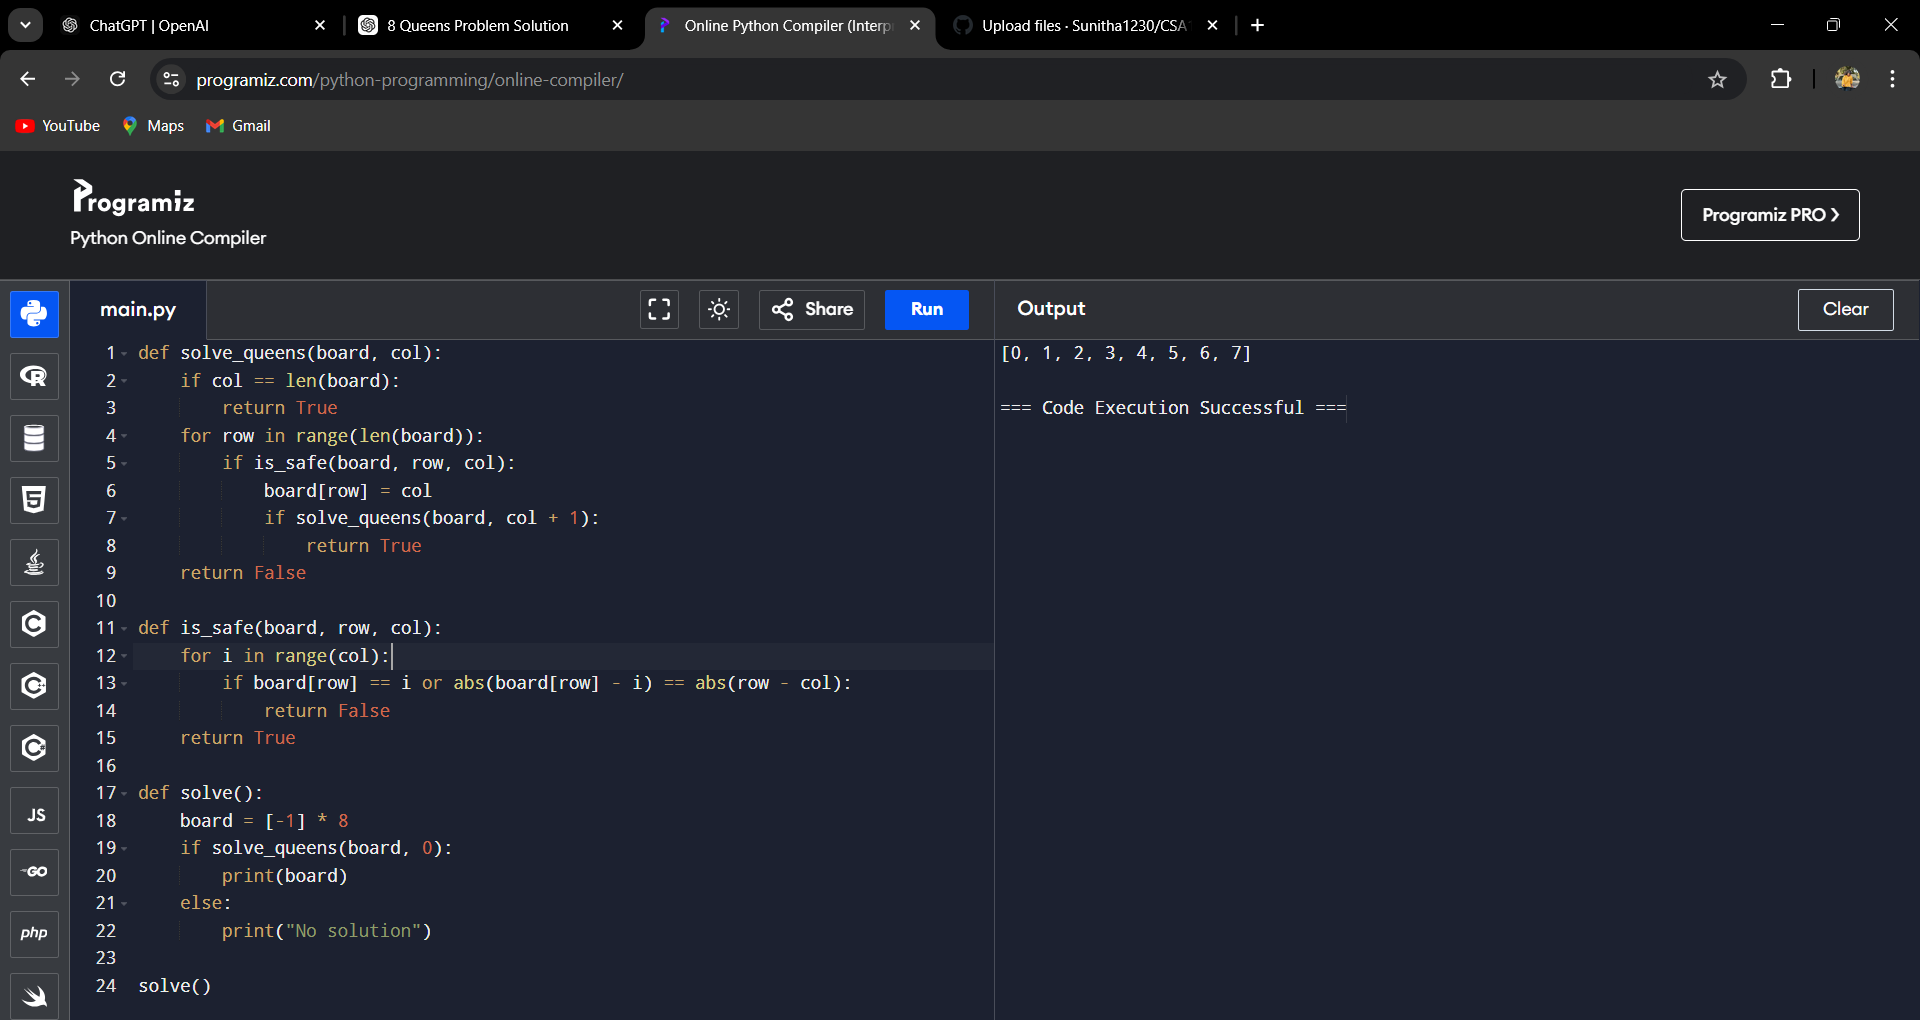 ChatGPT | OpenAI
8 Queens Problem Solution
Online Python Compiler (Interp
Upload files · Sunitha1230/CSA
programiz.com/python-programming/online-compiler/
YouTube
Maps
Gmail
Programiz
Python Online Compiler
Programiz PRO ❯
main.py
Share
Run
Output
Clear
1 def solve_queens(board, col):
2     if col == len(board):
3         return True
4     for row in range(len(board)):
5         if is_safe(board, row, col):
6             board[row] = col
7             if solve_queens(board, col + 1):
8                 return True
9     return False
10
11 def is_safe(board, row, col):
12     for i in range(col):
13         if board[row] == i or abs(board[row] - i) == abs(row - col):
14             return False
15     return True
16
17 def solve():
18     board = [-1] * 8
19     if solve_queens(board, 0):
20         print(board)
21     else:
22         print("No solution")
23
24 solve()
[0, 1, 2, 3, 4, 5, 6, 7]
=== Code Execution Successful ===
R
5
C
C
C
JS
GO
php